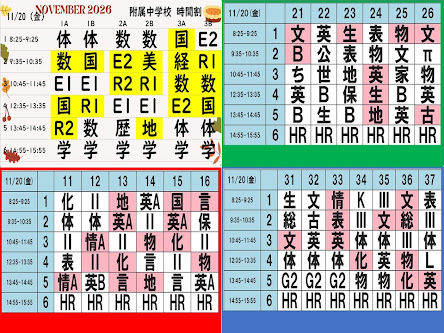 NOVEMBER 2026
11/20 (金) 附属中学校 時間割
1A 1B 2A 2B 3A 3B
1 8:25-9:25 体 体 数 数 国 E2
2 9:35-10:35 数 国 E2 美 経 R1
3 10:45-11:45 E1 E1 R2 R1 数 数
4 12:35-13:35 国 R1 E1 E1 E2 国
5 13:45-14:45 R2 数 歴 地 体 体
6 14:55-15:55 学 学 学 学 学 学
11/20(金) 21 22 23 24 25 26
8:25-9:25 1 文 英 生 表 物 文
9:35-10:35 2 B 公 表 物 文 π
10:45-11:45 3 ち 世 地 英 家 物
12:35-13:35 4 英 B 保 生 B 英
13:45-14:45 5 B 生 B 地 英 古
14:55-15:55 6 HR HR HR HR HR HR
11/20(金) 11 12 13 14 15 16
8:25-9:25 1 化 II 地 英A 国 言
9:35-10:35 2 体 体 英A II 英A 保
10:45-11:45 3 II 情A II 物 化 II
12:35-13:35 4 表 II 化 言 II 物
13:45-14:45 5 情A 英B 言 地 言 英A
14:55-15:55 6 HR HR HR HR HR HR
11/20(金) 31 32 33 34 35 36 37
8:25-9:25 1 生 文 情 K III 文 表
9:35-10:35 2 総 古 表 III 文 総 III
10:45-11:45 3 文 英 英 体 体 III 体
12:35-13:35 4 体 体 体 π 英 物 L
13:45-14:45 5 G2 G2 G2 物 物 化 英
14:55-15:55 6 HR HR HR HR HR HR HR